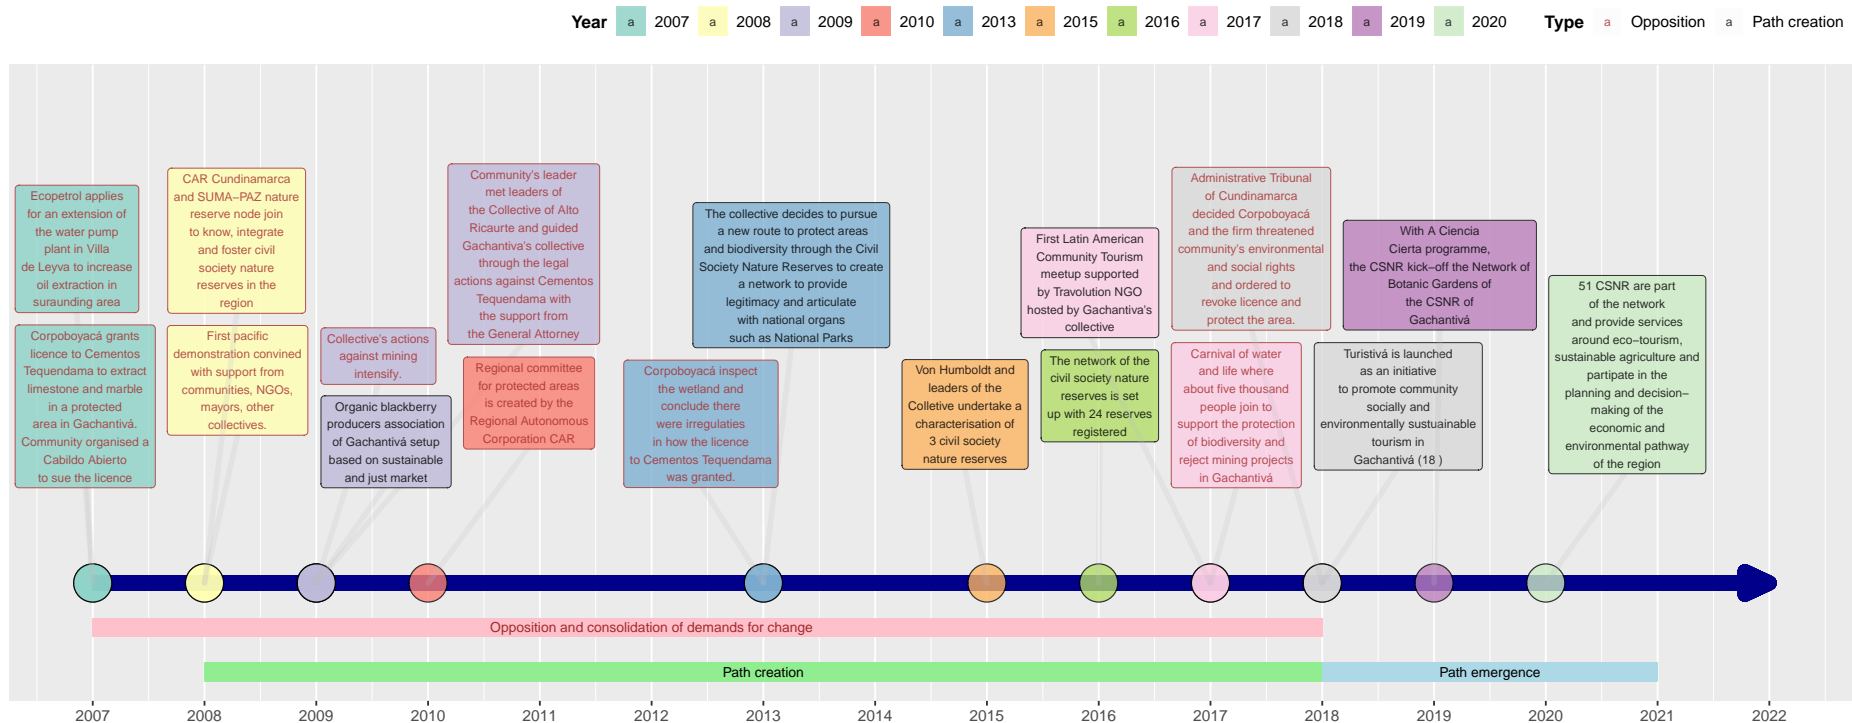 Year a 2007 a 2008 a 2009 a 2010 a 2013 a 2015 a 2016 a 2017 a 2018 a 2019 a 2020 Type a Opposition a Path creation
Ecopetrol applies
for an extension of
the water pump
plant in Villa
de Leyva to increase
oil extraction in
suraunding area
Corpoboyacá grants
licence to Cementos
Tequendama to extract
limestone and marble
in a protected
area in Gachantivá.
Community organised a
Cabildo Abierto
to sue the licence
CAR Cundinamarca
and SUMA−PAZ nature
reserve node join
to know, integrate
and foster civil
society nature
reserves in the
region
First pacific
demonstration convined
with support from
communities, NGOs,
mayors, other
collectives.
Collective's actions
against mining
intensify.
Organic blackberry
producers association
of Gachantivá setup
based on sustainable
and just market
Community's leader
met leaders of
the Collective of Alto
Ricaurte and guided
Gachantiva's collective
through the legal
actions against Cementos
Tequendama with
the support from
the General Attorney
Regional committee
for protected areas
is created by the
Regional Autonomous
Corporation CAR
Corpoboyacá inspect
the wetland and
conclude there
were irregulaties
in how the licence
to Cementos Tequendama
was granted.
The collective decides to pursue
a new route to protect areas
and biodiversity through the Civil
Society Nature Reserves to create
a network to provide
legitimacy and articulate
with national organs
such as National Parks
Von Humboldt and
leaders of the
Colletive undertake a
characterisation of
3 civil society
nature reserves
First Latin American
Community Tourism
meetup supported
by Travolution NGO
hosted by Gachantiva's
collective
The network of the
civil society nature
reserves is set
up with 24 reserves
registered
Administrative Tribunal
of Cundinamarca
decided Corpoboyacá
and the firm threatened
community's environmental
and social rights
and ordered to
revoke licence and
protect the area.
Carnival of water
and life where
about five thousand
people join to
support the protection
of biodiversity and
reject mining projects
in Gachantivá
With A Ciencia
Cierta programme,
the CSNR kick−off the Network of
Botanic Gardens of
the CSNR of
Gachantivá
Turistivá is launched
as an initiative
to promote community
socially and
environmentally sustuainable
tourism in
Gachantivá (18 )
51 CSNR are part
of the network
and provide services
around eco−tourism,
sustainable agriculture and
partipate in the
planning and decision−
making of the
economic and
environmental pathway
of the region
Opposition and consolidation of demands for change
Path creation
Path emergence
2007 2008 2009 2010 2011 2012 2013 2014 2015 2016 2017 2018 2019 2020 2021 2022